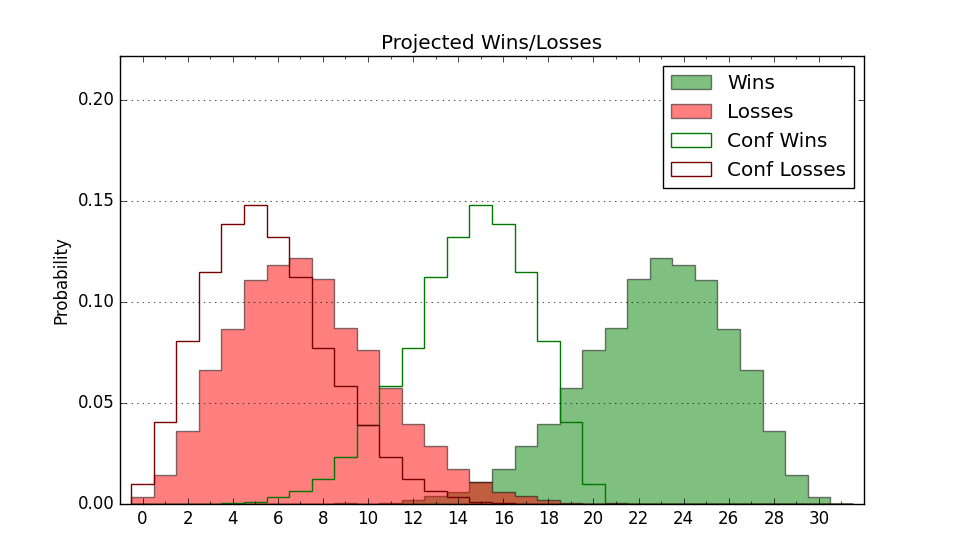 Projected Wins/Losses
Wins
Losses
Conf Wins
Conf Losses
Probability
0.20
0.15
0.10
0.05
0.00
0 2 4 6 8 10 12 14 16 18 20 22 24 26 28 30